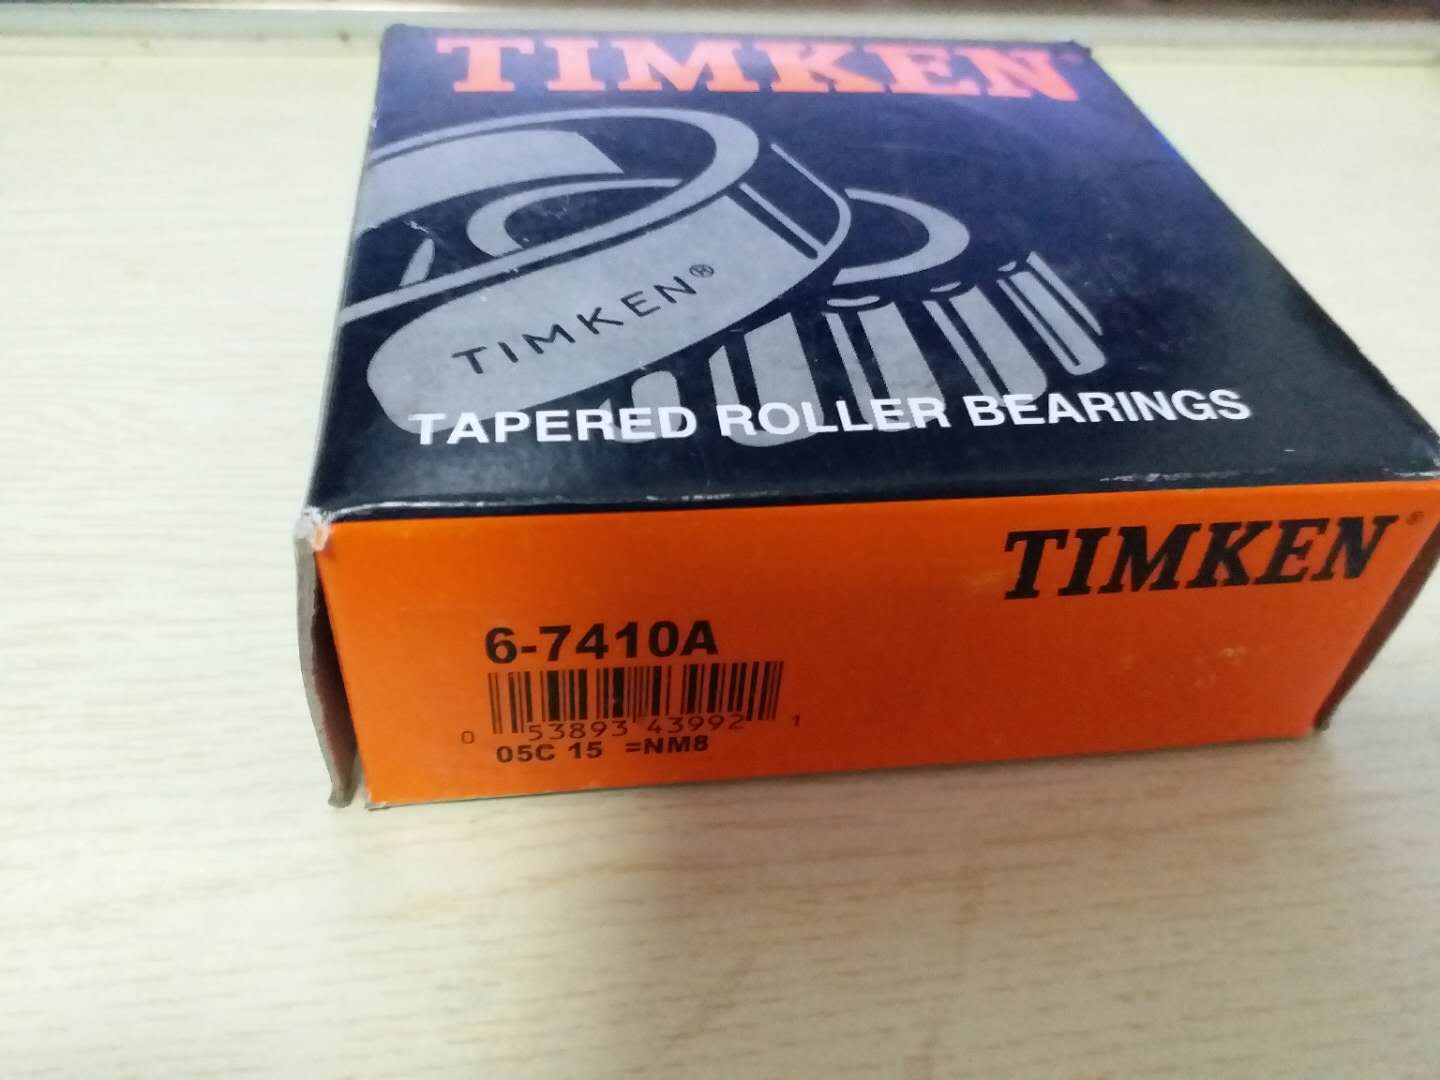 TIMKEN
TIMKEN®
TAPERED ROLLER BEARINGS
TIMKEN®
6-7410A
0 53893 43992 1
05C 15 =NM8